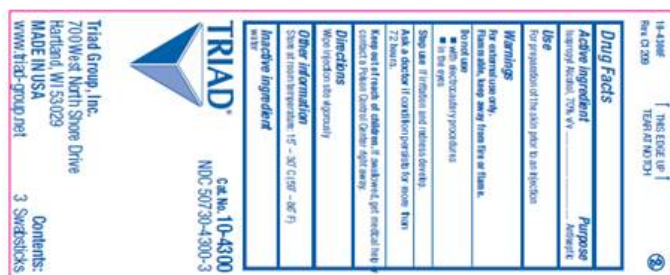 THIS EDGE UP
TEAR AT NOTCH
Drug Facts
Active ingredient Purpose
Isopropyl Alcohol, 70% v/v Antiseptic
Use
For preparation of the skin prior to an injection
Warnings
For external use only.
Flammable, keep away from fire or flame.
Do not use
■ with electrocautery procedures
■ in the eyes
Stop use if irritation and redness develop.
Ask a doctor if condition persists for more than
72 hours.
Keep out of reach of children. If swallowed, get medical help or
contact a Poison Control Center right away.
Directions
Wipe injection site vigorously
Other information
Store at room temperature: 15° – 30° C (59° – 86° F)
Inactive ingredient
water
TRIAD®
Cat. No. 10-4300
NDC 50730-4300-3
Triad Group, Inc.
700 West North Shore Drive
Hartland, WI 53029
MADE IN USA
www.triad-group.net
Contents:
3 Swabsticks